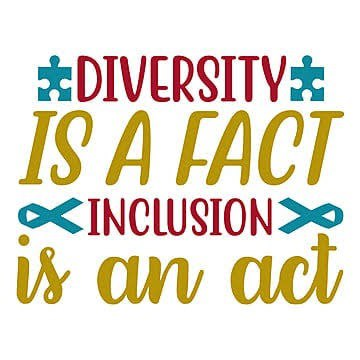 DIVERSITY
IS A FACT
INCLUSION
is an act